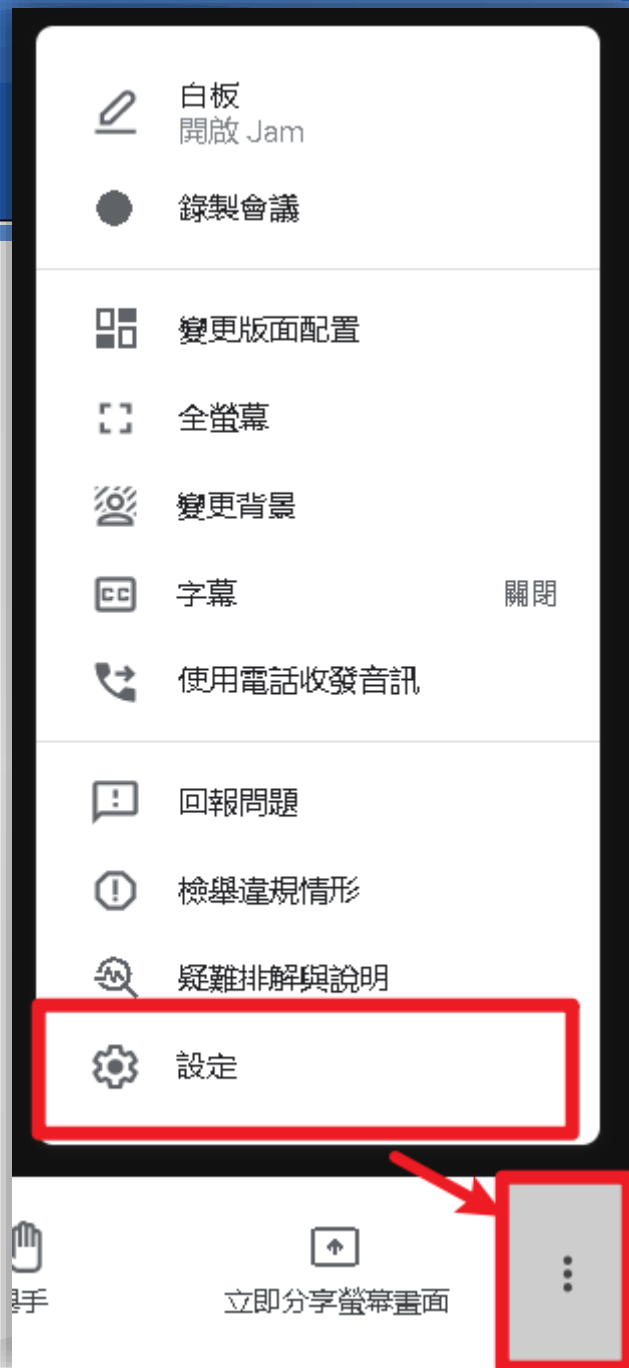 白板
開啟 Jam
錄製會議
變更版面配置
全螢幕
變更背景
CC
字幕 關閉
使用電話收發音訊
回報問題
檢舉違規情形
疑難排解與說明
設定
手
立即分享螢幕畫面